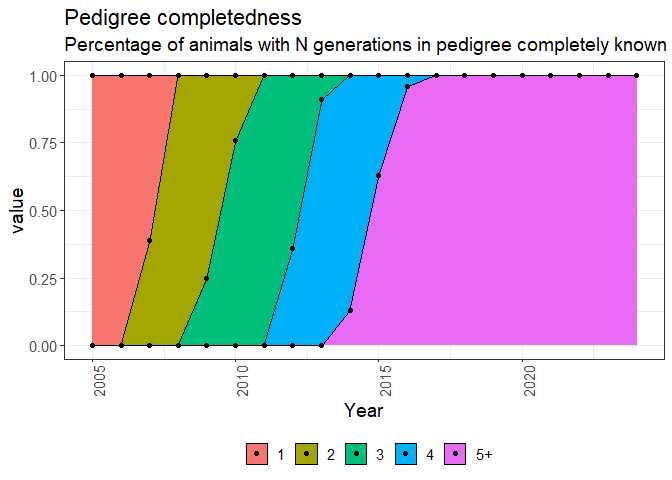 Pedigree completedness
Percentage of animals with N generations in pedigree completely known
1.00
0.75
0.50
0.25
0.00
value
2005
2010
2015
2020
Year
1 2 3 4 5+